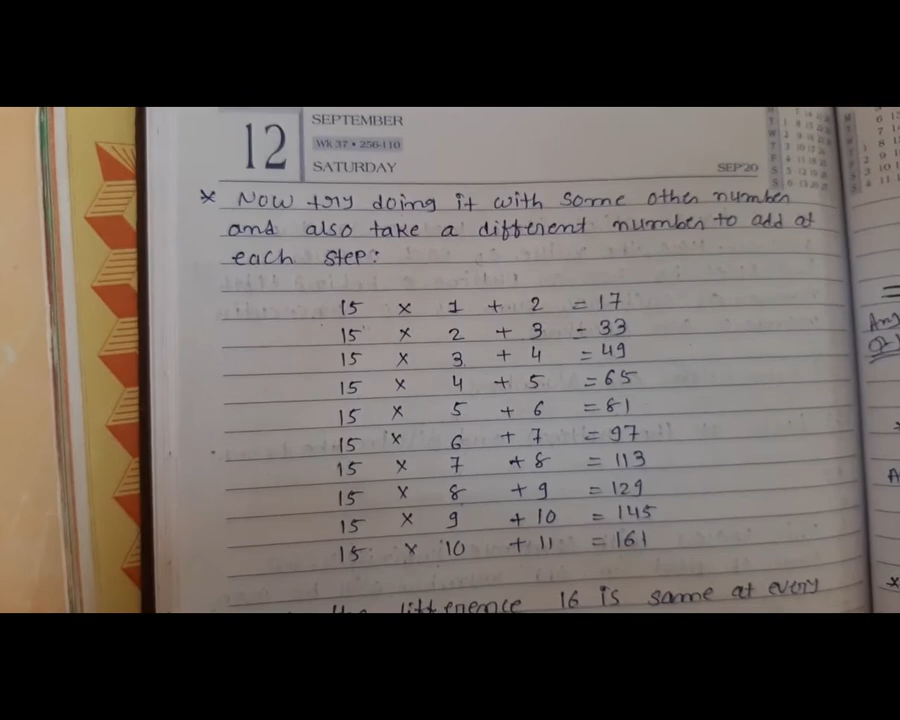 12
SEPTEMBER
Wk 37 • 256-110
SATURDAY
SEP'20
* Now try doing it with some other number
and also take a different number to add at
each step:
15 × 1 + 2 = 17
15 × 2 + 3 = 33
15 × 3 + 4 = 49
15 × 4 + 5 = 65
15 × 5 + 6 = 81
15 × 6 + 7 = 97
15 × 7 + 8 = 113
15 × 8 + 9 = 129
15 × 9 + 10 = 145
15 × 10 + 11 = 161
difference 16 is same at every